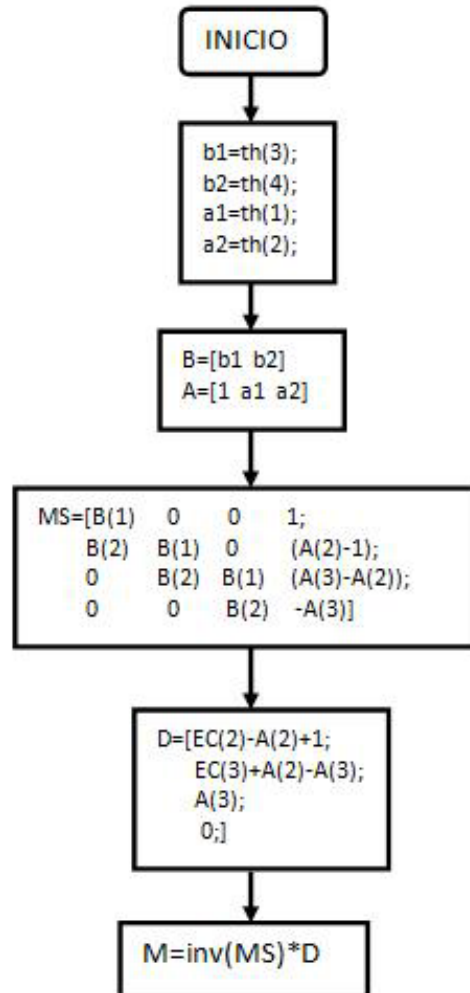 INICIO
b1=th(3);
b2=th(4);
a1=th(1);
a2=th(2);
B=[b1 b2]
A=[1 a1 a2]
MS=[B(1) 0 0 1;
B(2) B(1) 0 (A(2)-1);
0 B(2) B(1) (A(3)-A(2));
0 0 B(2) -A(3)]
D=[EC(2)-A(2)+1;
EC(3)+A(2)-A(3);
A(3);
0;]
M=inv(MS)*D